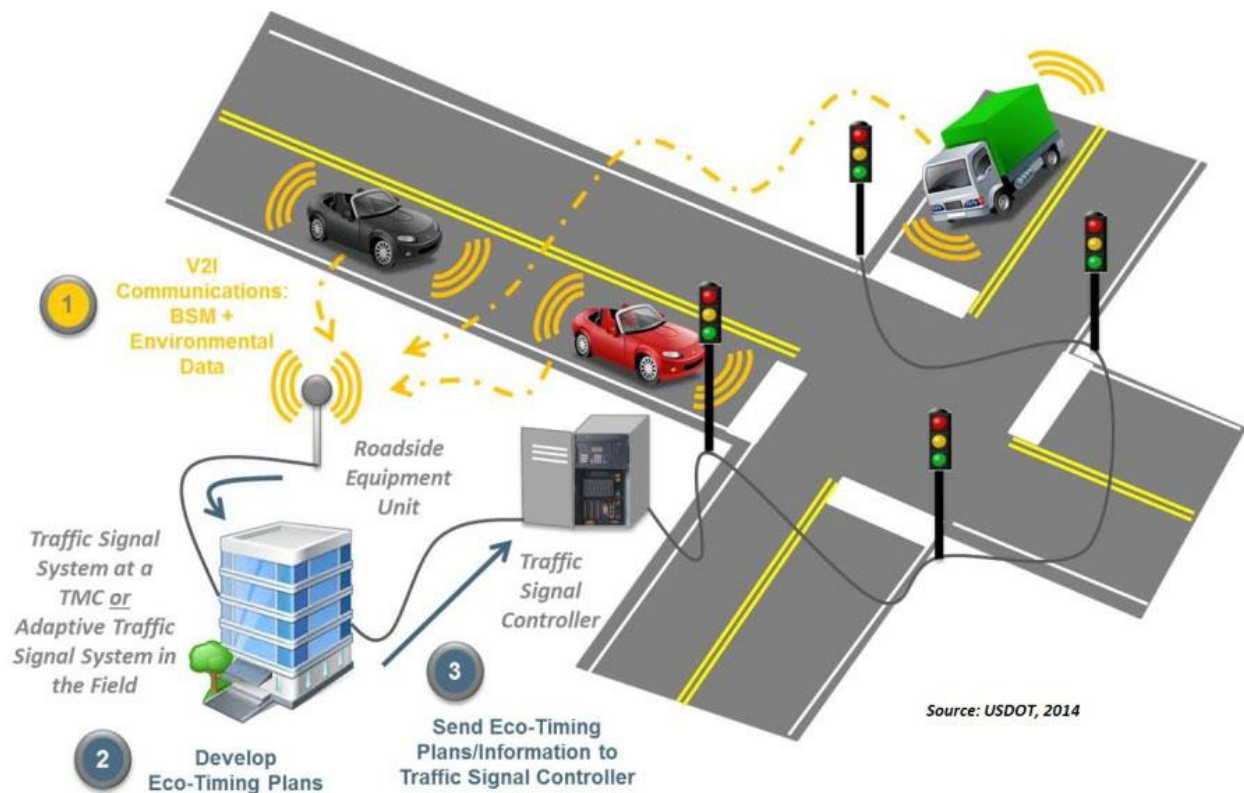 1
V2I
Communications:
BSM +
Environmental
Data
Roadside
Equipment
Unit
Traffic Signal
System at a
TMC or
Adaptive Traffic
Signal System in
the Field
Traffic
Signal
Controller
2
Develop
Eco-Timing Plans
3
Send Eco-Timing
Plans/Information to
Traffic Signal Controller
Source: USDOT, 2014